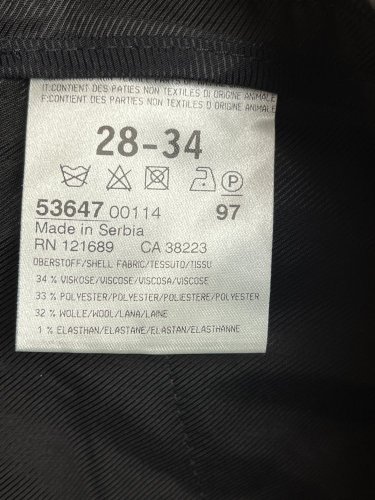 IT:CONTIENT DES PARTIES NON TEXTILES DI ORIGINE ANIMALE
F:CONTIENT DES PARTIES NON TEXTILES DI ORIGINE ANIMALE
28-34
P
53647 00114 97
Made in Serbia
RN 121689 CA 38223
OBERSTOFF/SHELL FABRIC/TESSUTO/TISSU
34 % VISKOSE/VISCOSE/VISCOSA/VISCOSE
33 % POLYESTER/POLYESTER/POLIESTERE/POLYESTER
32 % WOLLE/WOOL/LANA/LAINE
1 % ELASTHAN/ELASTANE/ELASTAN/ELASTHANNE